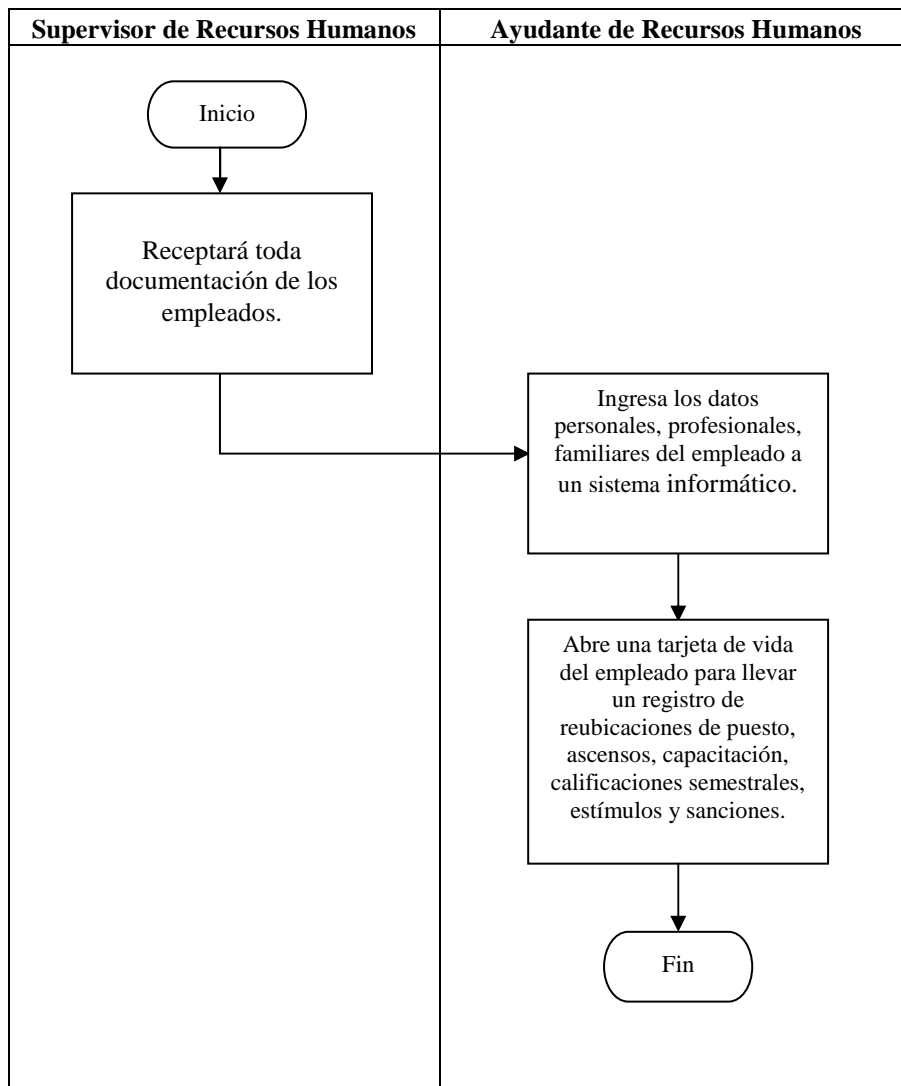 Supervisor de Recursos Humanos
Ayudante de Recursos Humanos
Inicio
Receptará toda
documentación de los
empleados.
Ingresa los datos
personales, profesionales,
familiares del empleado a
un sistema informático.
Abre una tarjeta de vida
del empleado para llevar
un registro de
reubicaciones de puesto,
ascensos, capacitación,
calificaciones semestrales,
estímulos y sanciones.
Fin